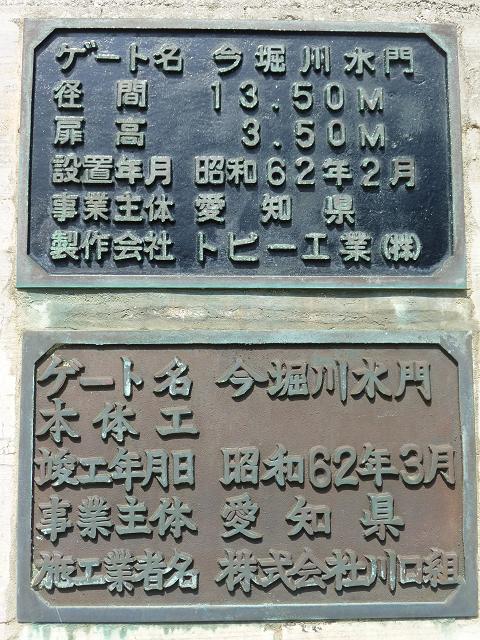 ゲート名 今堀川水門
径間 13.50M
扉高 3.50M
設置年月 昭和62年2月
事業主体 愛知県
製作会社 トピー工業(株)
ゲート名 今堀川水門
本体工
竣工年月日 昭和62年3月
事業主体 愛知県
施工業者名 株式会社川口組